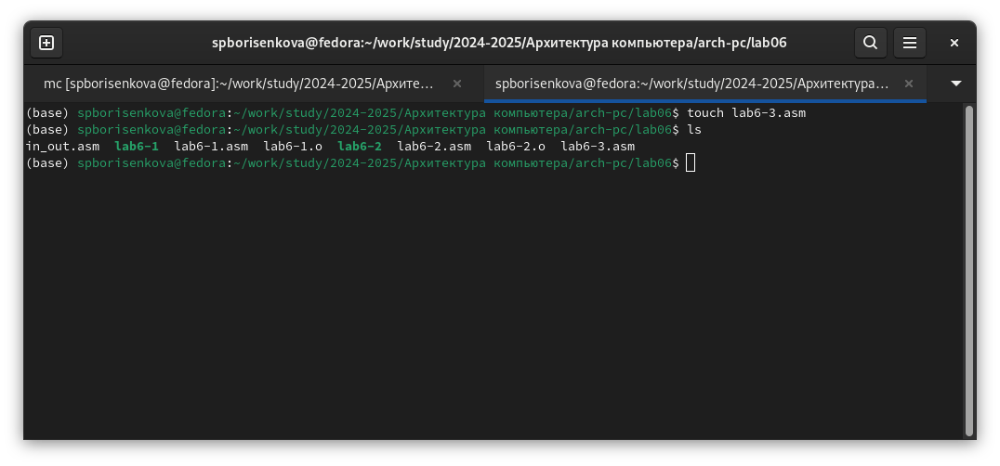 spborisenkova@fedora:~/work/study/2024-2025/Архитектура компьютера/arch-pc/lab06
mc [spborisenkova@fedora]:~/work/study/2024-2025/Архите... spborisenkova@fedora:~/work/study/2024-2025/Архитектура...
(base) spborisenkova@fedora:~/work/study/2024-2025/Архитектура компьютера/arch-pc/lab06$ touch lab6-3.asm
(base) spborisenkova@fedora:~/work/study/2024-2025/Архитектура компьютера/arch-pc/lab06$ ls
in_out.asm lab6-1 lab6-1.asm lab6-1.o lab6-2 lab6-2.asm lab6-2.o lab6-3.asm
(base) spborisenkova@fedora:~/work/study/2024-2025/Архитектура компьютера/arch-pc/lab06$